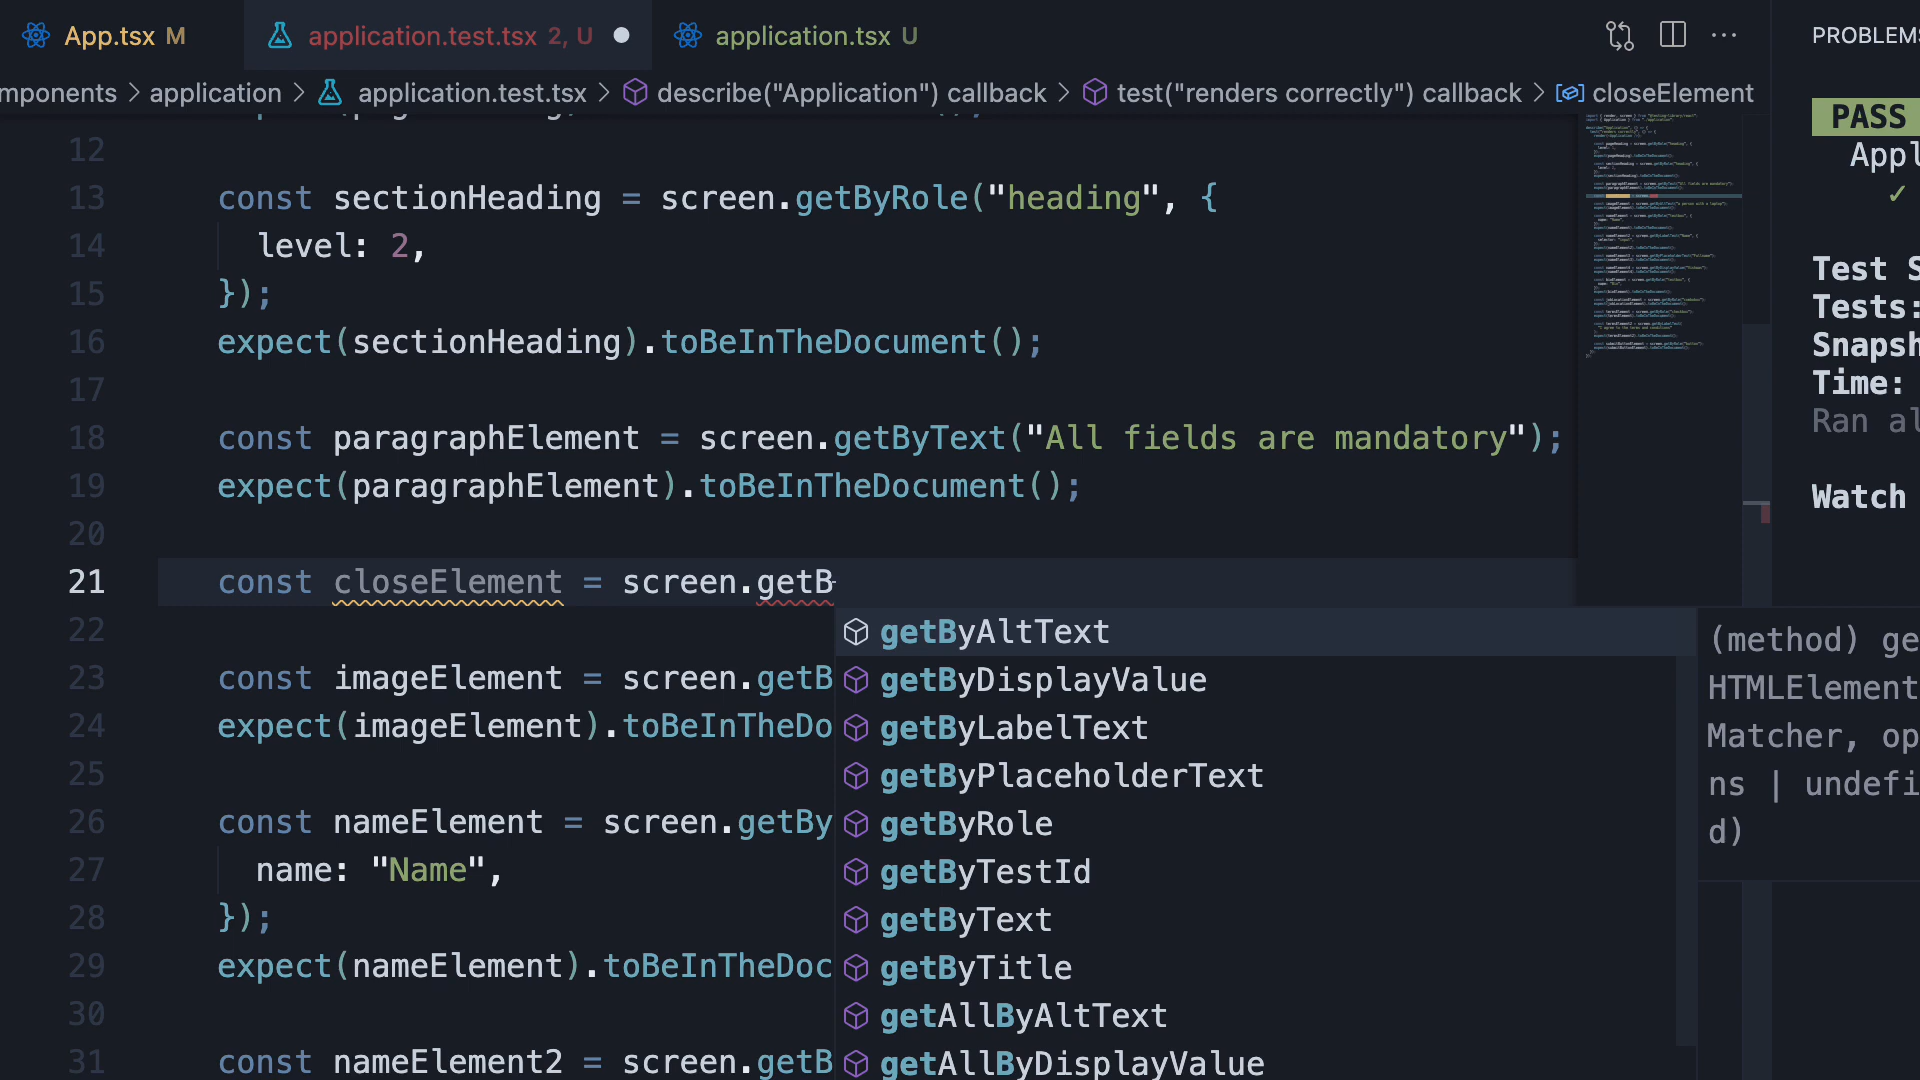 App.tsx M
application.test.tsx 2, U
application.tsx U
PROBLEMS
mponents > application > application.test.tsx > describe("Application") callback > test("renders correctly") callback > closeElement
12
13 const sectionHeading = screen.getByRole("heading", {
14 level: 2,
15 });
16 expect(sectionHeading).toBeInTheDocument();
17
18 const paragraphElement = screen.getByText("All fields are mandatory");
19 expect(paragraphElement).toBeInTheDocument();
20
21 const closeElement = screen.getB
22
23 const imageElement = screen.getB
24 expect(imageElement).toBeInTheDo
25
26 const nameElement = screen.getBy
27 name: "Name",
28 });
29 expect(nameElement).toBeInTheDoc
30
31 const nameElement2 = screen.getB
getByAltText
getByDisplayValue
getByLabelText
getByPlaceholderText
getByRole
getByTestId
getByText
getByTitle
getAllByAltText
getAllByDisplayValue
(method) ge
HTMLElement
Matcher, op
ns | undefi
d)
PASS
Appl
✓
Test S
Tests:
Snapsh
Time:
Ran al
Watch